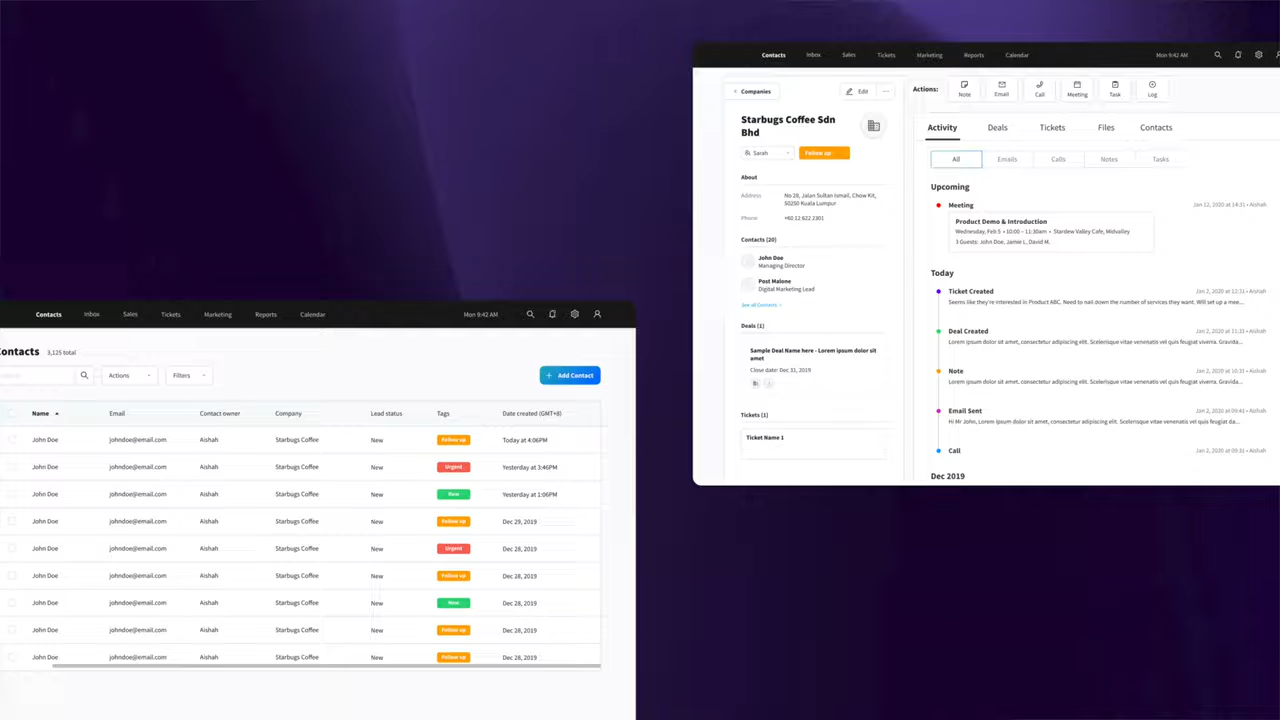 Contacts Inbox Sales Tickets Marketing Reports Calendar Mon 9:42 AM
Companies
Edit
Starbugs Coffee Sdn
Bhd
Sarah
Follow up
About
Address
No 28, Jalan Sultan Ismail, Chow Kit,
50250 Kuala Lumpur
Phone
+60 12 622 2301
Contacts (20)
John Doe
Managing Director
Post Malone
Digital Marketing Lead
See all Contacts
Deals (1)
Sample Deal Name here - Lorem ipsum dolor sit
amet
Close date: Dec 31, 2019
Tickets (1)
Ticket Name 1
Actions: Note Email Call Meeting Task Log
Activity Deals Tickets Files Contacts
All Emails Calls Notes Tasks
Upcoming
Meeting Jan 12, 2020 at 14:31 • Aishah
Product Demo & Introduction
Wednesday, Feb 5 • 10:00 – 11:30am • Stardew Valley Cafe, Midvalley
3 Guests: John Doe, Jamie L, David M.
Today
Ticket Created Jan 2, 2020 at 12:31 • Aishah
Seems like they're interested in Product ABC. Need to nail down the number of services they want. Will set up a mee...
Deal Created Jan 2, 2020 at 11:31 • Aishah
Lorem ipsum dolor sit amet, consectetur adipiscing elit. Scelerisque vitae venenatis velit quis feugiat viverra. Gravida...
Note Jan 2, 2020 at 10:31 • Aishah
Lorem ipsum dolor sit amet, consectetur adipiscing elit. Scelerisque vitae venenatis velit quis feugiat viverra. Gravida...
Email Sent Jan 2, 2020 at 09:41 • Aishah
Hi Mr John, Lorem ipsum dolor sit amet, consectetur adipiscing elit. Scelerisque vitae venenatis velit quis feugiat...
Call Jan 2, 2020 at 09:31 • Aishah
Dec 2019
Contacts Inbox Sales Tickets Marketing Reports Calendar Mon 9:42 AM
ontacts 3,125 total
Actions Filters + Add Contact
Name Email Contact owner Company Lead status Tags Date created (GMT+8)
John Doe johndoe@email.com Aishah Starbugs Coffee New Follow up Today at 4:06PM
John Doe johndoe@email.com Aishah Starbugs Coffee New Urgent Yesterday at 3:46PM
John Doe johndoe@email.com Aishah Starbugs Coffee New New Yesterday at 1:06PM
John Doe johndoe@email.com Aishah Starbugs Coffee New Follow up Dec 29, 2019
John Doe johndoe@email.com Aishah Starbugs Coffee New Urgent Dec 28, 2019
John Doe johndoe@email.com Aishah Starbugs Coffee New Follow up Dec 28, 2019
John Doe johndoe@email.com Aishah Starbugs Coffee New New Dec 28, 2019
John Doe johndoe@email.com Aishah Starbugs Coffee New Follow up Dec 28, 2019
John Doe johndoe@email.com Aishah Starbugs Coffee New Follow up Dec 28, 2019